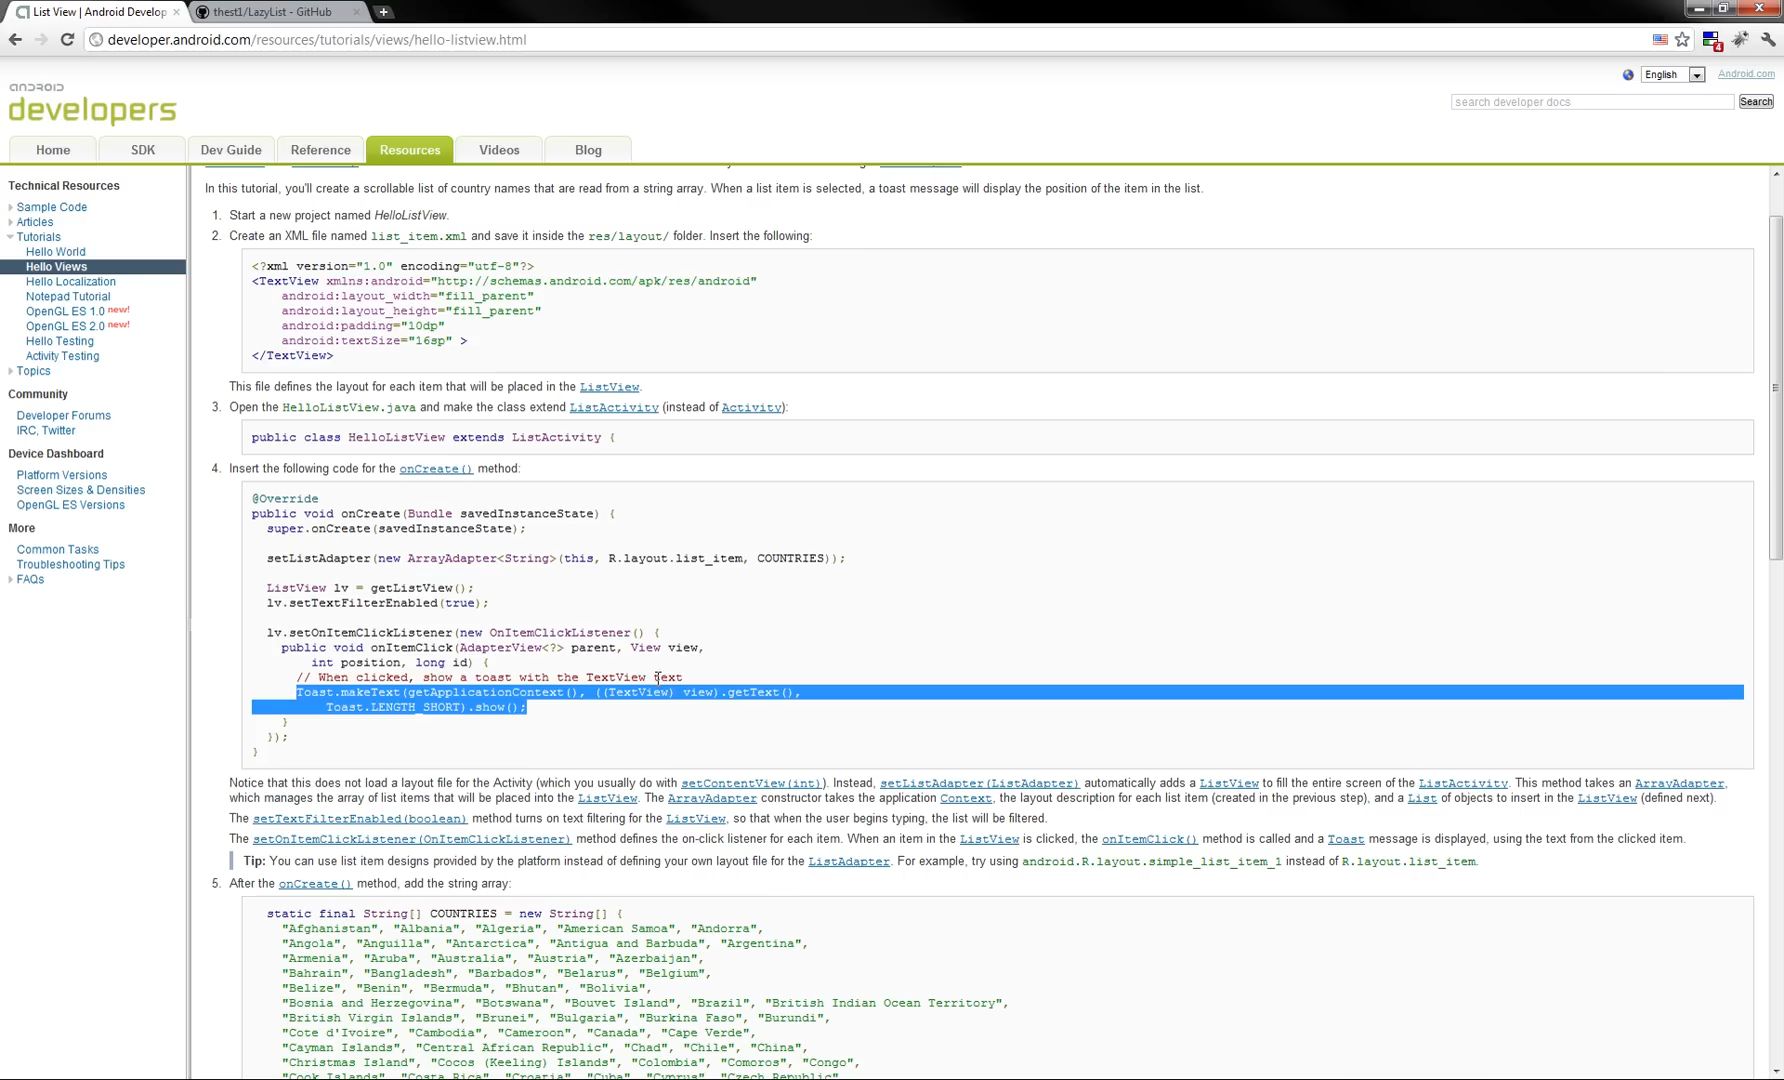 List View | Android Develop
thest1/LazyList - GitHub
developer.android.com/resources/tutorials/views/hello-listview.html
4
English
Android.com
android
developers
search developer docs
Search
Home
SDK
Dev Guide
Reference
Resources
Videos
Blog
Technical Resources
Sample Code
Articles
Tutorials
Hello World
Hello Views
Hello Localization
Notepad Tutorial
OpenGL ES 1.0 new!
OpenGL ES 2.0 new!
Hello Testing
Activity Testing
Topics
Community
Developer Forums
IRC, Twitter
Device Dashboard
Platform Versions
Screen Sizes & Densities
OpenGL ES Versions
More
Common Tasks
Troubleshooting Tips
FAQs
In this tutorial, you'll create a scrollable list of country names that are read from a string array. When a list item is selected, a toast message will display the position of the item in the list.
1. Start a new project named HelloListView.
2. Create an XML file named list_item.xml and save it inside the res/layout/ folder. Insert the following:
<?xml version="1.0" encoding="utf-8"?>
<TextView xmlns:android="http://schemas.android.com/apk/res/android"
android:layout_width="fill_parent"
android:layout_height="fill_parent"
android:padding="10dp"
android:textSize="16sp" >
</TextView>
This file defines the layout for each item that will be placed in the ListView.
3. Open the HelloListView.java and make the class extend ListActivity (instead of Activity):
public class HelloListView extends ListActivity {
4. Insert the following code for the onCreate() method:
@Override
public void onCreate(Bundle savedInstanceState) {
super.onCreate(savedInstanceState);
setListAdapter(new ArrayAdapter<String>(this, R.layout.list_item, COUNTRIES));
ListView lv = getListView();
lv.setTextFilterEnabled(true);
lv.setOnItemClickListener(new OnItemClickListener() {
public void onItemClick(AdapterView<?> parent, View view,
int position, long id) {
// When clicked, show a toast with the TextView text
Toast.makeText(getApplicationContext(), ((TextView) view).getText(),
Toast.LENGTH_SHORT).show();
}
});
}
Notice that this does not load a layout file for the Activity (which you usually do with setContentView(int)). Instead, setListAdapter(ListAdapter) automatically adds a ListView to fill the entire screen of the ListActivity. This method takes an ArrayAdapter,
which manages the array of list items that will be placed into the ListView. The ArrayAdapter constructor takes the application Context, the layout description for each list item (created in the previous step), and a List of objects to insert in the ListView (defined next).
The setTextFilterEnabled(boolean) method turns on text filtering for the ListView, so that when the user begins typing, the list will be filtered.
The setOnItemClickListener(OnItemClickListener) method defines the on-click listener for each item. When an item in the ListView is clicked, the onItemClick() method is called and a Toast message is displayed, using the text from the clicked item.
Tip: You can use list item designs provided by the platform instead of defining your own layout file for the ListAdapter. For example, try using android.R.layout.simple_list_item_1 instead of R.layout.list_item.
5. After the onCreate() method, add the string array:
static final String[] COUNTRIES = new String[] {
"Afghanistan", "Albania", "Algeria", "American Samoa", "Andorra",
"Angola", "Anguilla", "Antarctica", "Antigua and Barbuda", "Argentina",
"Armenia", "Aruba", "Australia", "Austria", "Azerbaijan",
"Bahrain", "Bangladesh", "Barbados", "Belarus", "Belgium",
"Belize", "Benin", "Bermuda", "Bhutan", "Bolivia",
"Bosnia and Herzegovina", "Botswana", "Bouvet Island", "Brazil", "British Indian Ocean Territory",
"British Virgin Islands", "Brunei", "Bulgaria", "Burkina Faso", "Burundi",
"Cote d'Ivoire", "Cambodia", "Cameroon", "Canada", "Cape Verde",
"Cayman Islands", "Central African Republic", "Chad", "Chile", "China",
"Christmas Island", "Cocos (Keeling) Islands", "Colombia", "Comoros", "Congo",
"Cook Islands", "Costa Rica", "Croatia", "Cuba", "Cyprus", "Czech Republic",